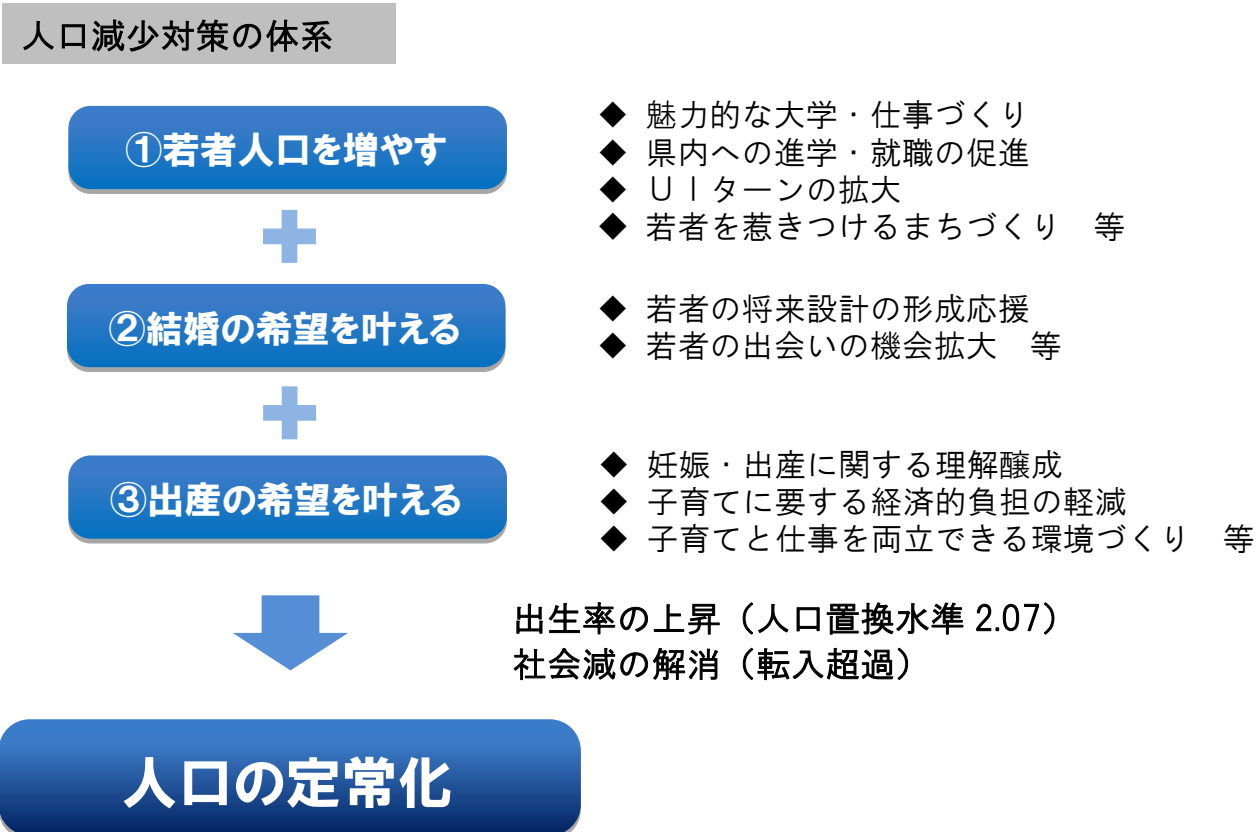 人口減少対策の体系
①若者人口を増やす
◆ 魅力的な大学・仕事づくり
◆ 県内への進学・就職の促進
◆ ＵＩターンの拡大
◆ 若者を惹きつけるまちづくり　等
②結婚の希望を叶える
◆ 若者の将来設計の形成応援
◆ 若者の出会いの機会拡大　等
③出産の希望を叶える
◆ 妊娠・出産に関する理解醸成
◆ 子育てに要する経済的負担の軽減
◆ 子育てと仕事を両立できる環境づくり　等
出生率の上昇（人口置換水準 2.07）
社会減の解消（転入超過）
人口の定常化